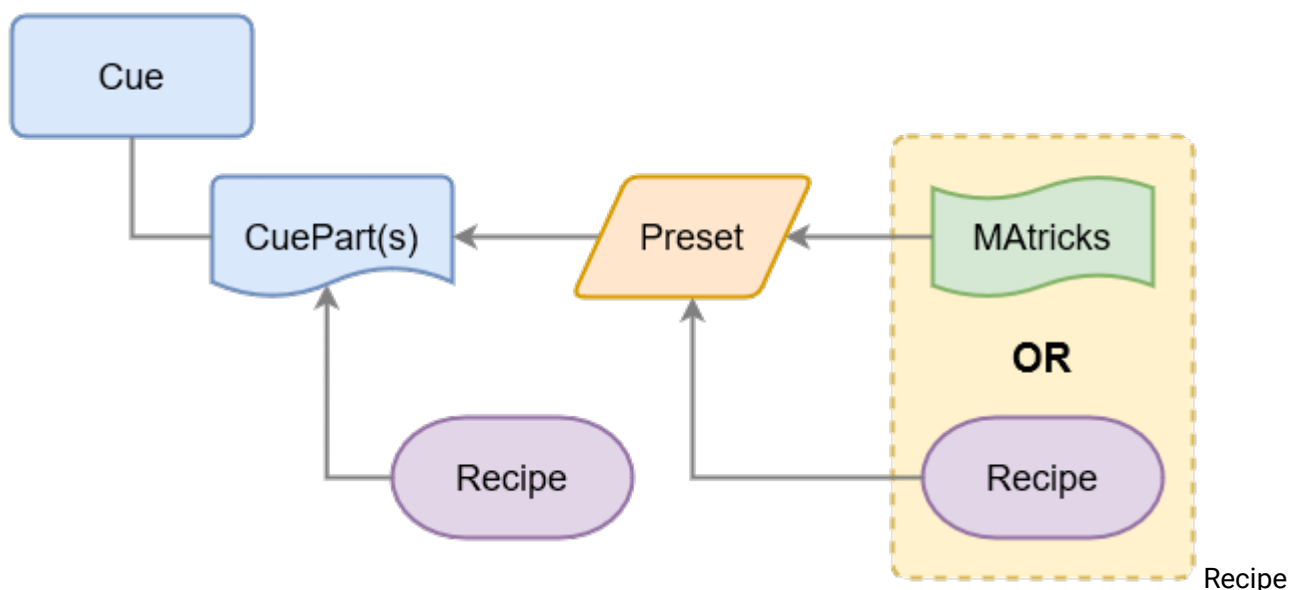 Cue
CuePart(s)
Preset
MAtricks
OR
Recipe
Recipe
Recipe